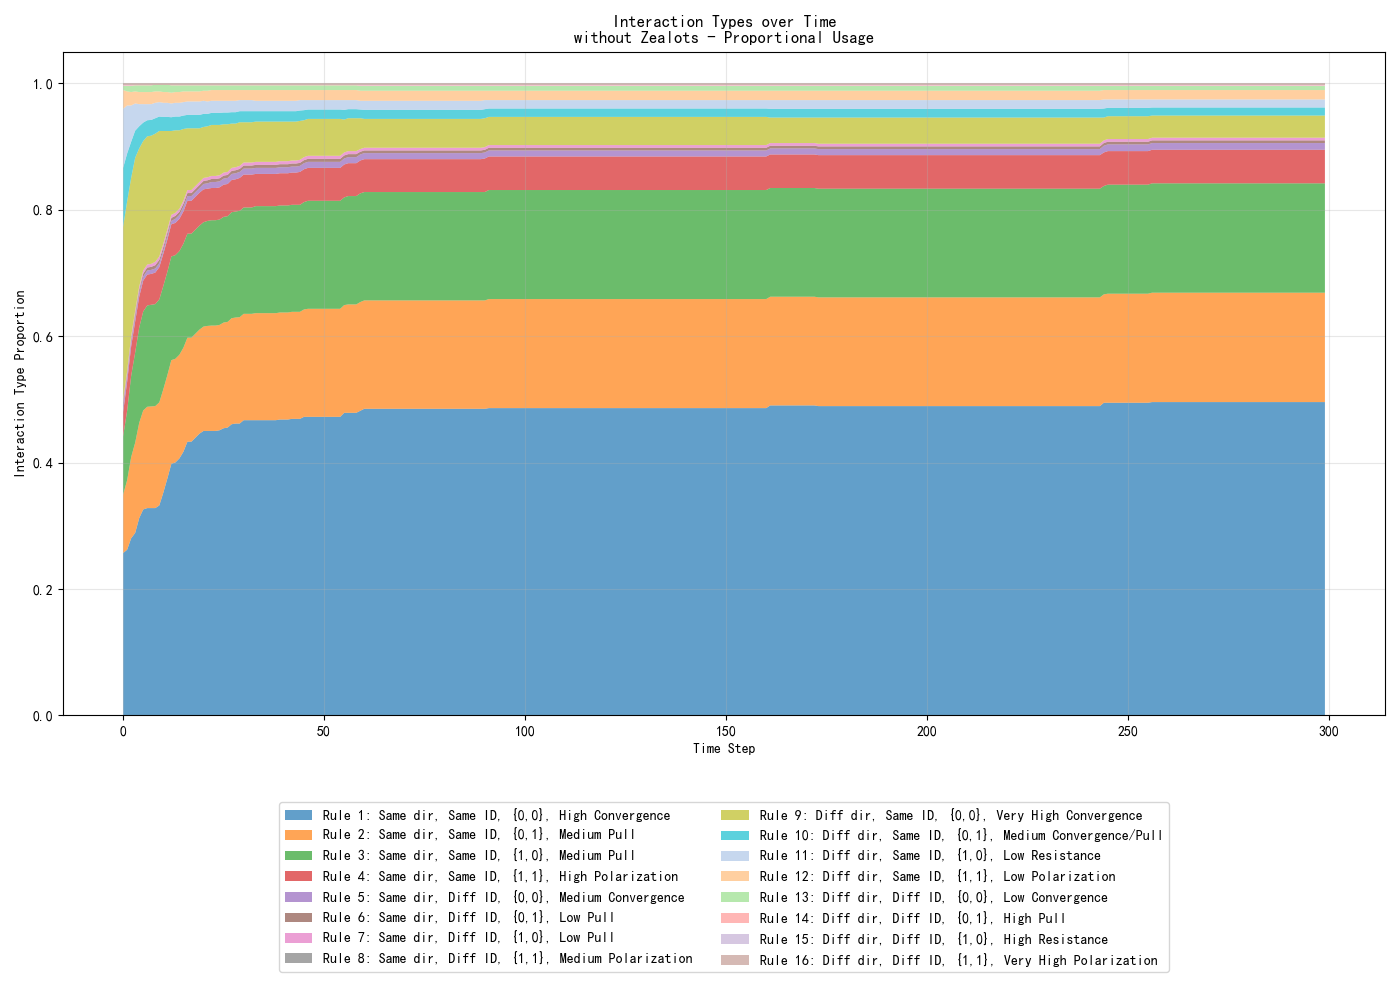 Interaction Types over Time
without Zealots - Proportional Usage
Interaction Type Proportion
1.0
0.8
0.6
0.4
0.2
0.0
0
50
100
150
200
250
300
Time Step
Rule 1: Same dir, Same ID, {0,0}, High Convergence
Rule 2: Same dir, Same ID, {0,1}, Medium Pull
Rule 3: Same dir, Same ID, {1,0}, Medium Pull
Rule 4: Same dir, Same ID, {1,1}, High Polarization
Rule 5: Same dir, Diff ID, {0,0}, Medium Convergence
Rule 6: Same dir, Diff ID, {0,1}, Low Pull
Rule 7: Same dir, Diff ID, {1,0}, Low Pull
Rule 8: Same dir, Diff ID, {1,1}, Medium Polarization
Rule 9: Diff dir, Same ID, {0,0}, Very High Convergence
Rule 10: Diff dir, Same ID, {0,1}, Medium Convergence/Pull
Rule 11: Diff dir, Same ID, {1,0}, Low Resistance
Rule 12: Diff dir, Same ID, {1,1}, Low Polarization
Rule 13: Diff dir, Diff ID, {0,0}, Low Convergence
Rule 14: Diff dir, Diff ID, {0,1}, High Pull
Rule 15: Diff dir, Diff ID, {1,0}, High Resistance
Rule 16: Diff dir, Diff ID, {1,1}, Very High Polarization